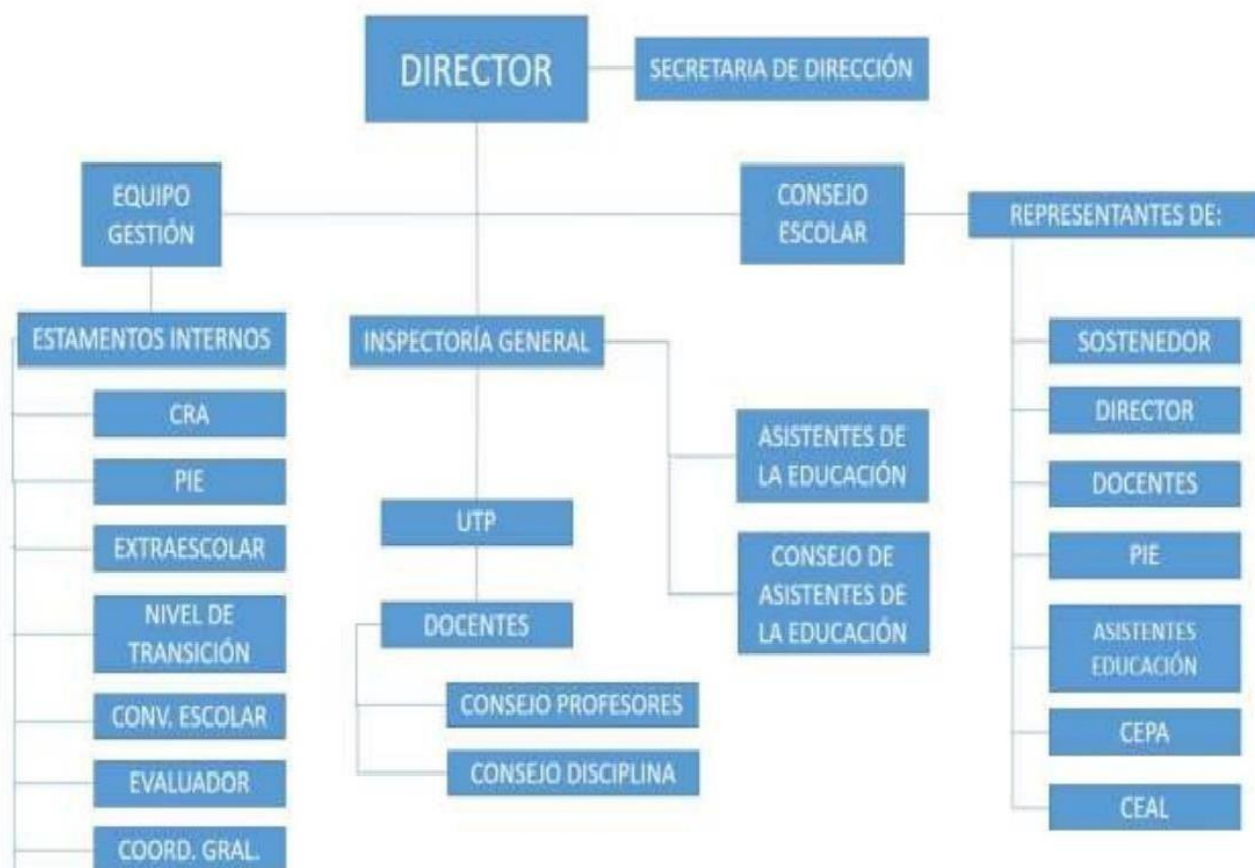 DIRECTOR
SECRETARIA DE DIRECCIÓN
EQUIPO
GESTIÓN
CONSEJO
ESCOLAR
REPRESENTANTES DE:
ESTAMENTOS INTERNOS
CRA
PIE
EXTRAESCOLAR
NIVEL DE
TRANSICIÓN
CONV. ESCOLAR
EVALUADOR
COORD. GRAL.
INSPECTORÍA GENERAL
UTP
DOCENTES
CONSEJO PROFESORES
CONSEJO DISCIPLINA
ASISTENTES DE
LA EDUCACIÓN
CONSEJO DE
ASISTENTES DE
LA EDUCACIÓN
SOSTENEDOR
DIRECTOR
DOCENTES
PIE
ASISTENTES
EDUCACIÓN
CEPA
CEAL